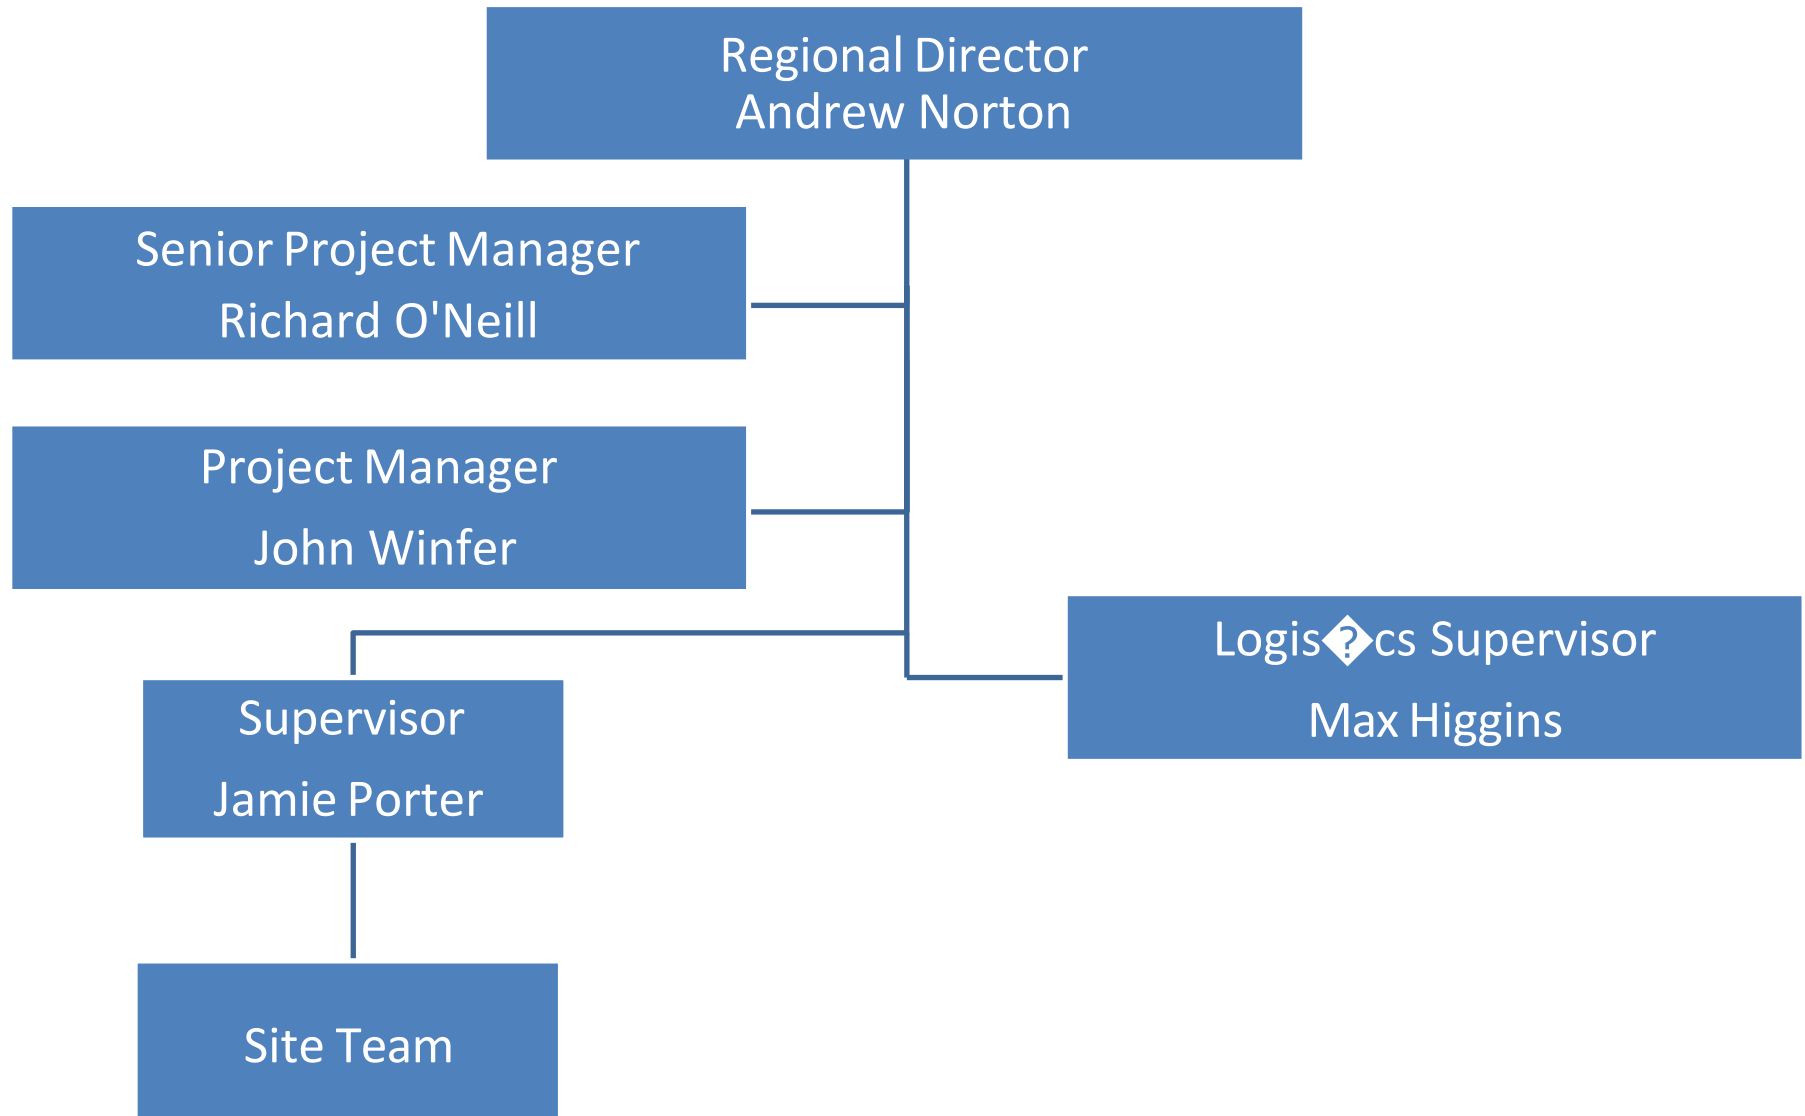 Regional Director
Andrew Norton
Senior Project Manager
Richard O'Neill
Project Manager
John Winfer
Logis�cs Supervisor
Max Higgins
Supervisor
Jamie Porter
Site Team